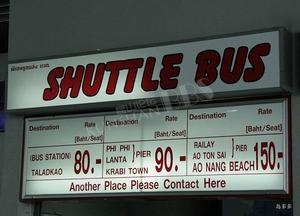 SHUTTLE BUS
Destination Rate
[Baht/Seat]
(BUS STATION)
TALADKAO
80.-
Destination Rate
[Baht/Seat]
PHI PHI
LANTA
KRABI TOWN
PIER
90.-
Destination Rate
[Baht/Seat]
RAILAY
AO TON SAI
AO NANG BEACH
PIER
150.-
Another Place Please Contact Here